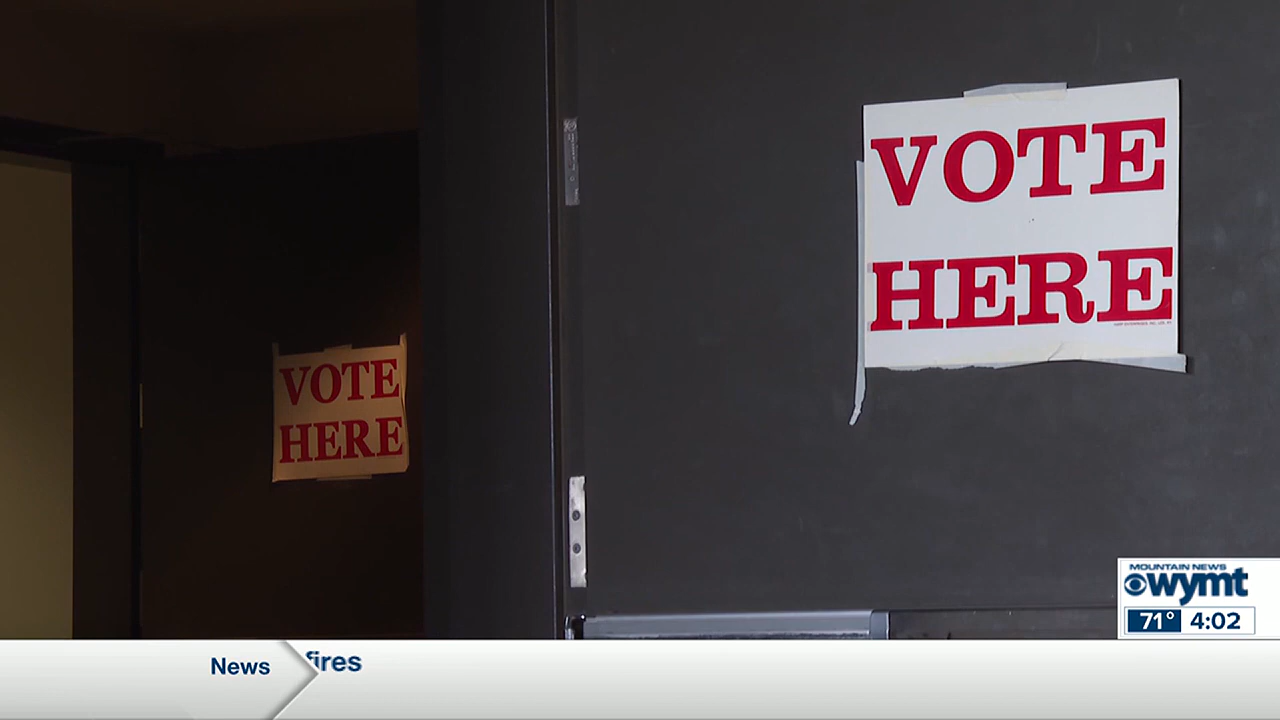 VOTE
HERE
VOTE
HERE
MOUNTAIN NEWS
wymt
71° 4:02
News
fires